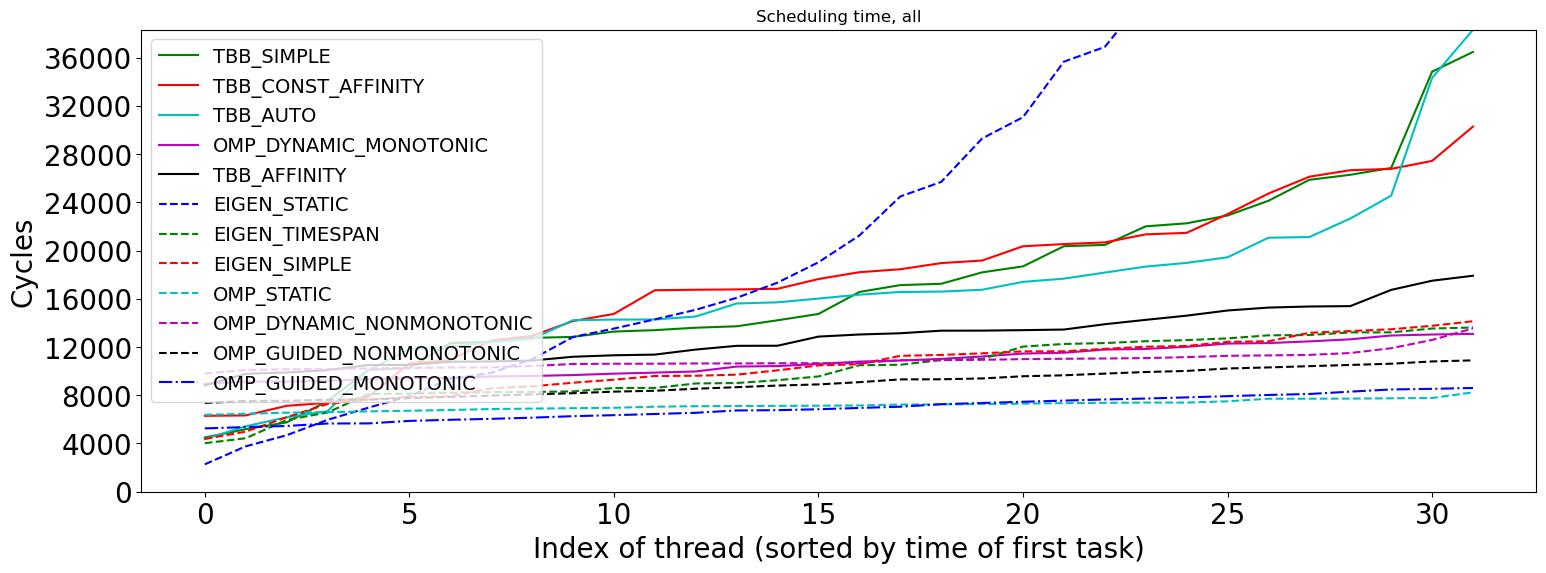 Scheduling time, all
TBB_SIMPLE
TBB_CONST_AFFINITY
TBB_AUTO
OMP_DYNAMIC_MONOTONIC
TBB_AFFINITY
EIGEN_STATIC
EIGEN_TIMESPAN
EIGEN_SIMPLE
OMP_STATIC
OMP_DYNAMIC_NONMONOTONIC
OMP_GUIDED_NONMONOTONIC
OMP_GUIDED_MONOTONIC
Cycles
36000
32000
28000
24000
20000
16000
12000
8000
4000
0
0 5 10 15 20 25 30
Index of thread (sorted by time of first task)